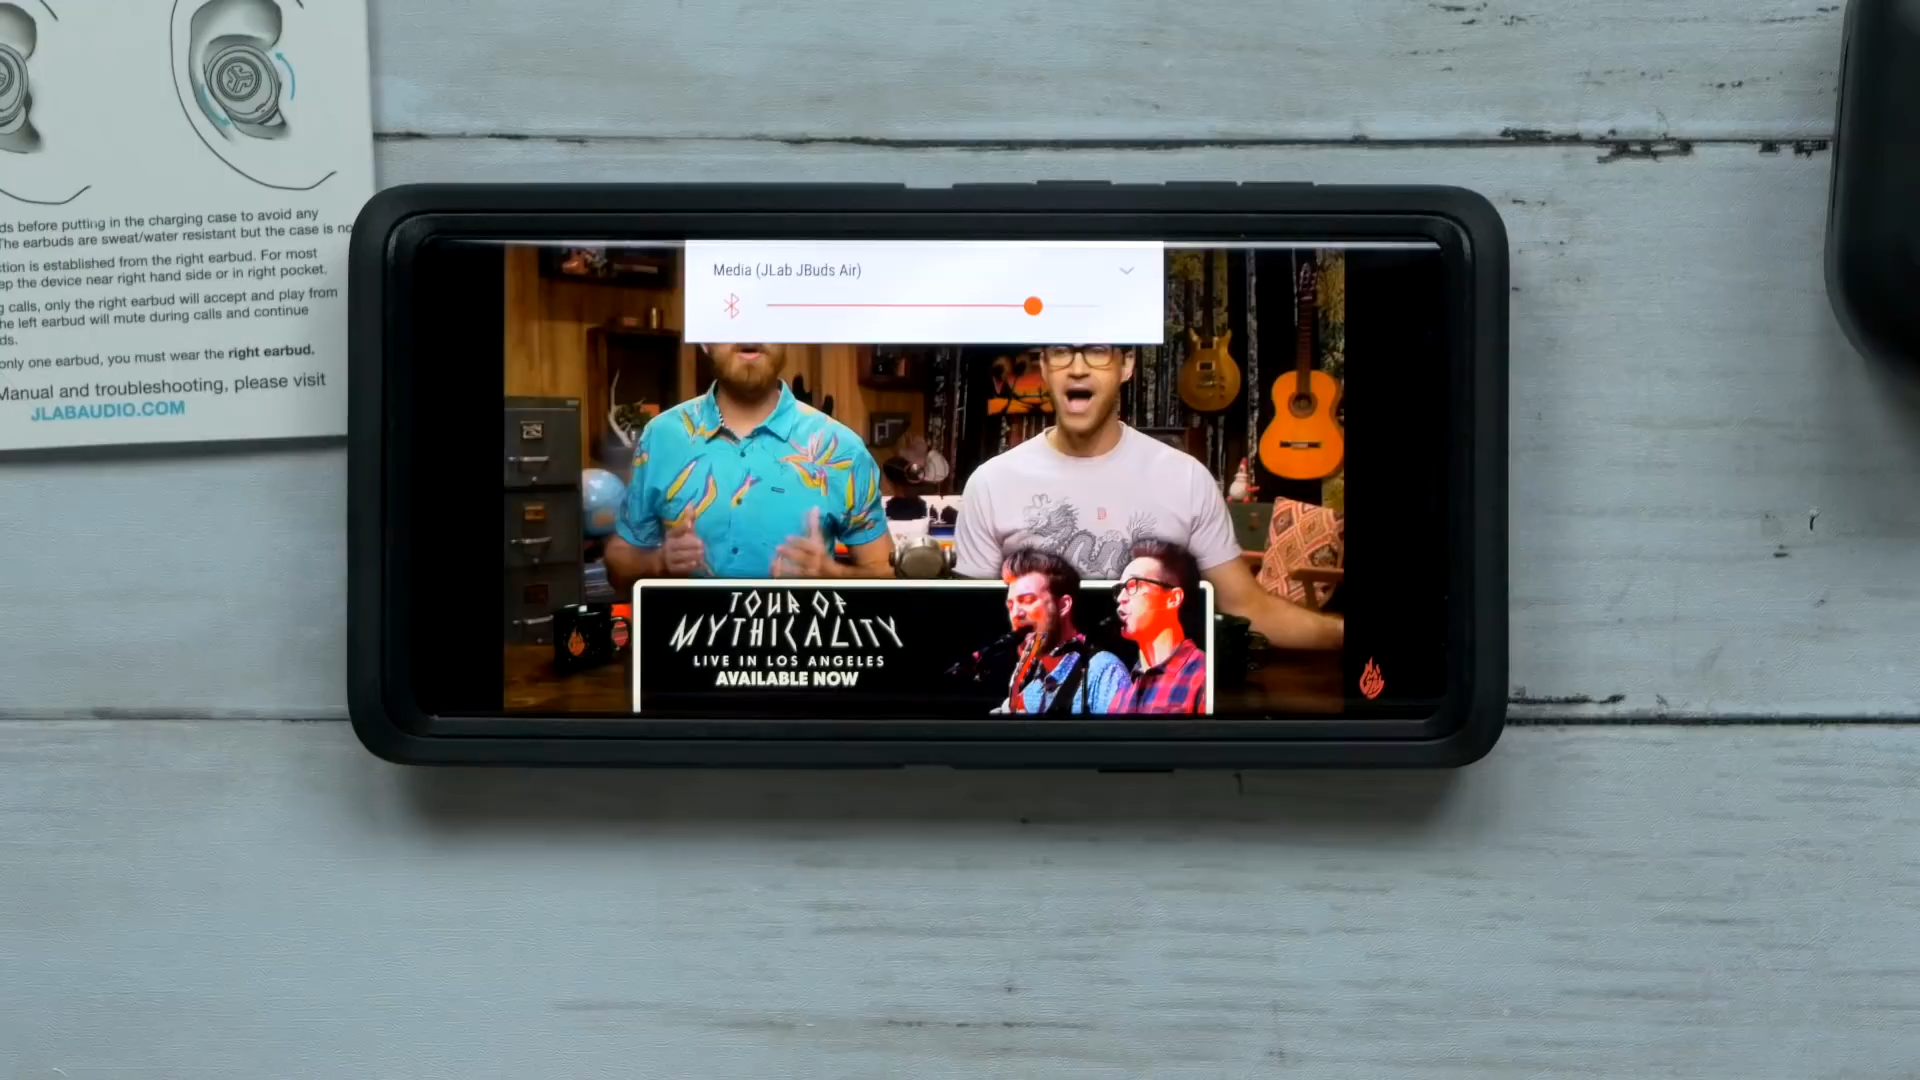 ds before putting in the charging case to avoid any
The earbuds are sweat/water resistant but the case is no
tion is established from the right earbud. For most
ep the device near right hand side or in right pocket.
g calls, only the right earbud will accept and play from
he left earbud will mute during calls and continue
ds.
only one earbud, you must wear the right earbud.
Manual and troubleshooting, please visit
JLABAUDIO.COM
Media (JLab JBuds Air)
TOUR OF
MYTHICALITY
LIVE IN LOS ANGELES
AVAILABLE NOW